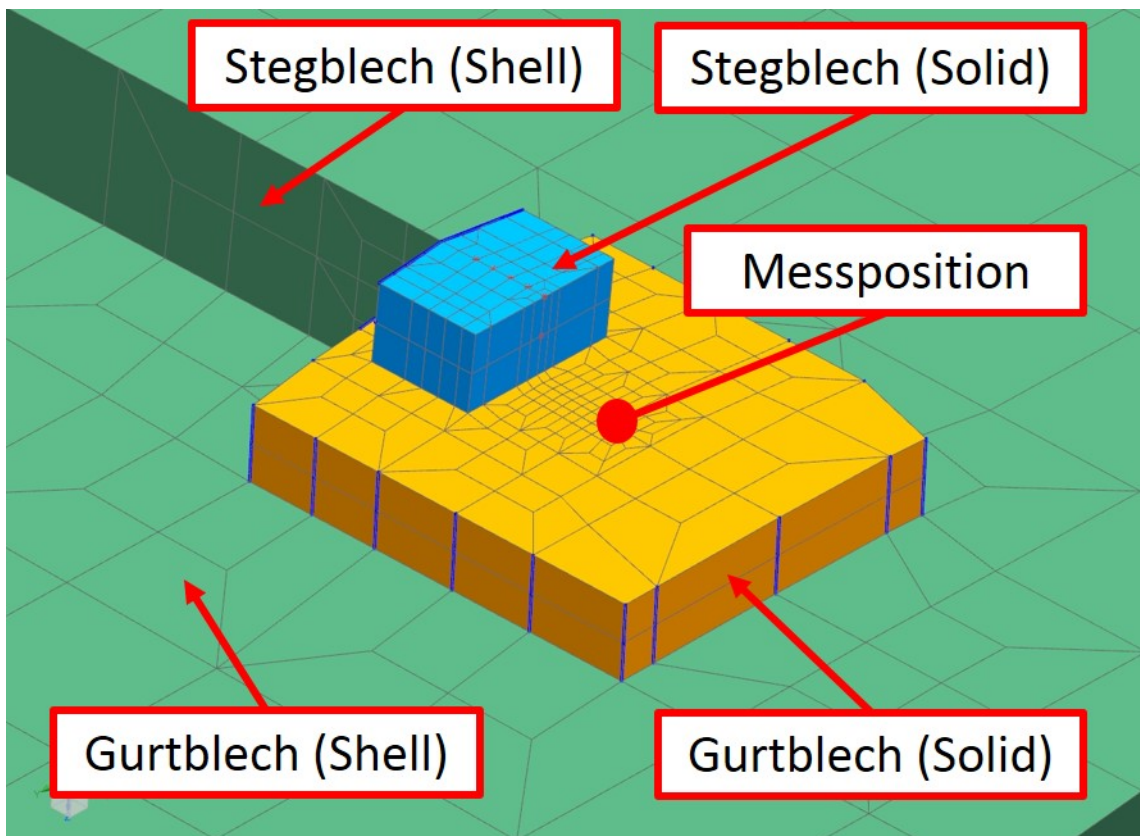 Stegblech (Shell)
Stegblech (Solid)
Messposition
Gurtblech (Shell)
Gurtblech (Solid)